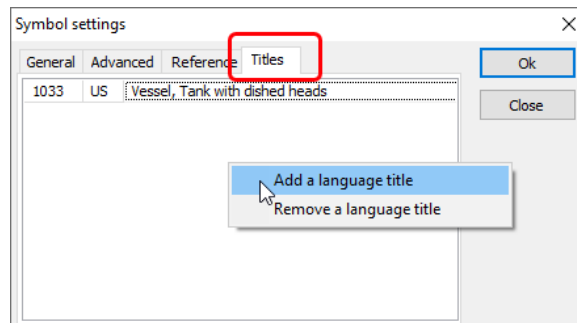 Symbol settings
General Advanced Reference Titles
Ok
1033 US Vessel, Tank with dished heads
Close
Add a language title
Remove a language title